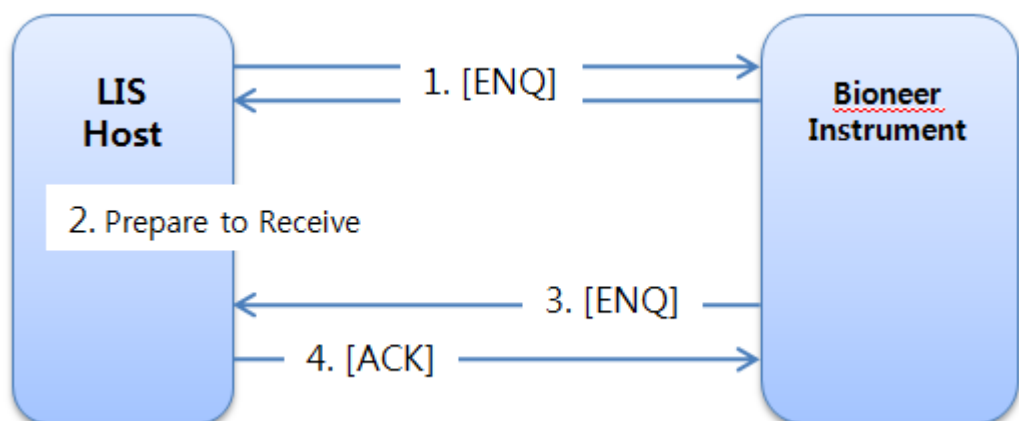 LIS
Host
1. [ENQ]
Bioneer
Instrument
2. Prepare to Receive
3. [ENQ]
4. [ACK]